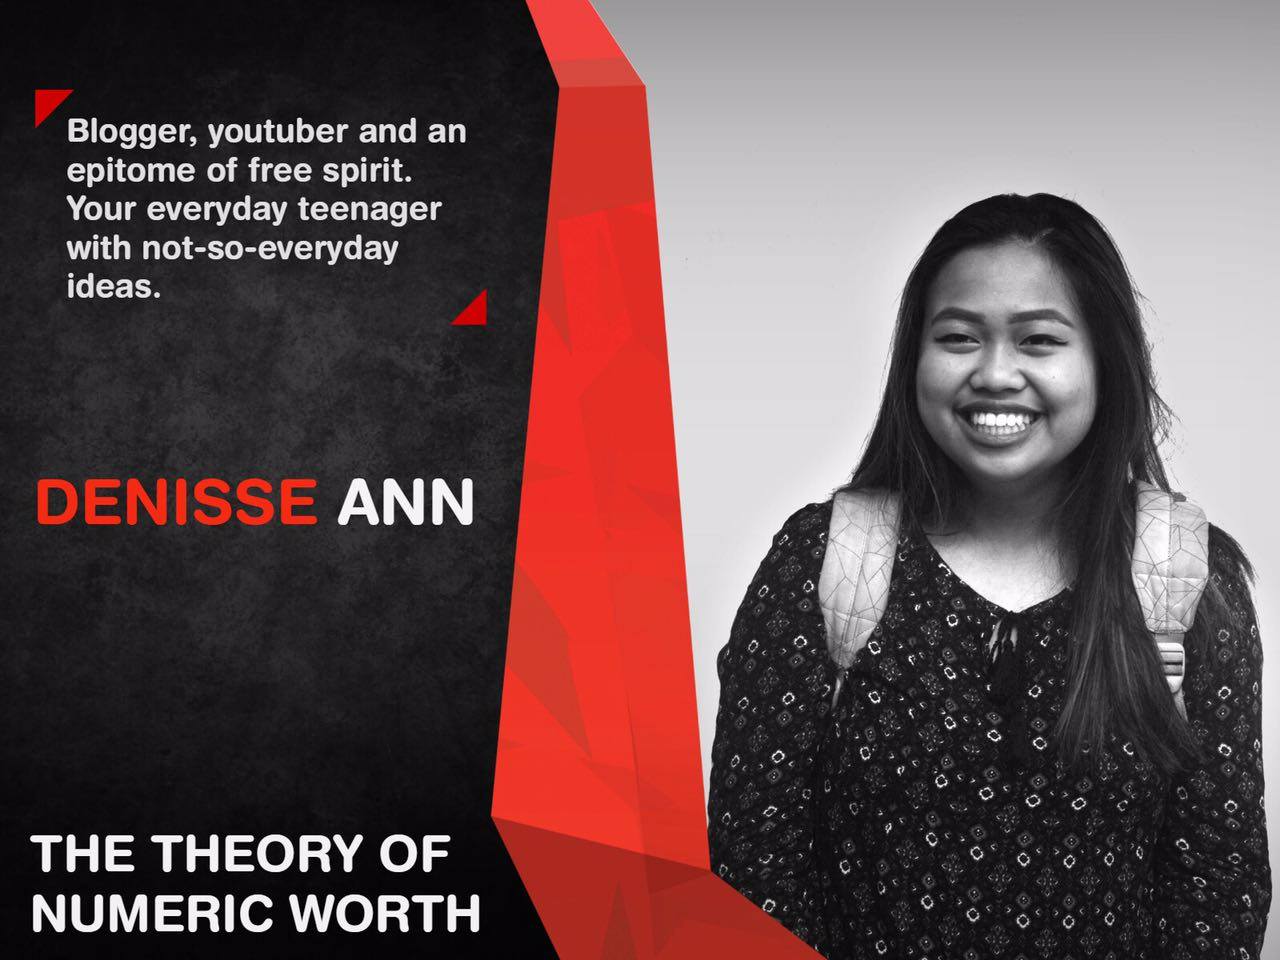 Blogger, youtuber and an
epitome of free spirit.
Your everyday teenager
with not-so-everyday
ideas.
DENISSE ANN
THE THEORY OF
NUMERIC WORTH